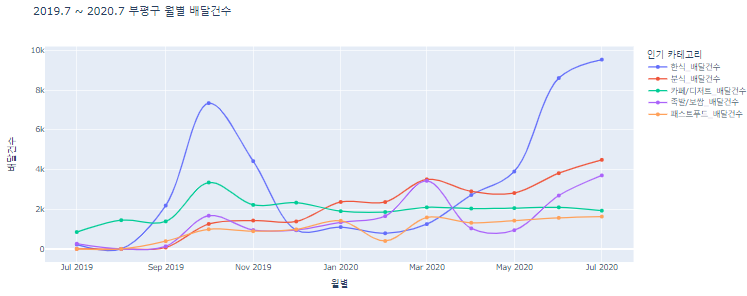 2019.7 ~ 2020.7 부평구 월별 배달건수
10k
8k
6k
4k
2k
0
배달건수
Jul 2019
Sep 2019
Nov 2019
Jan 2020
Mar 2020
May 2020
Jul 2020
월별
인기 카테고리
한식_배달건수
분식_배달건수
카페/디저트_배달건수
족발/보쌈_배달건수
패스트푸드_배달건수